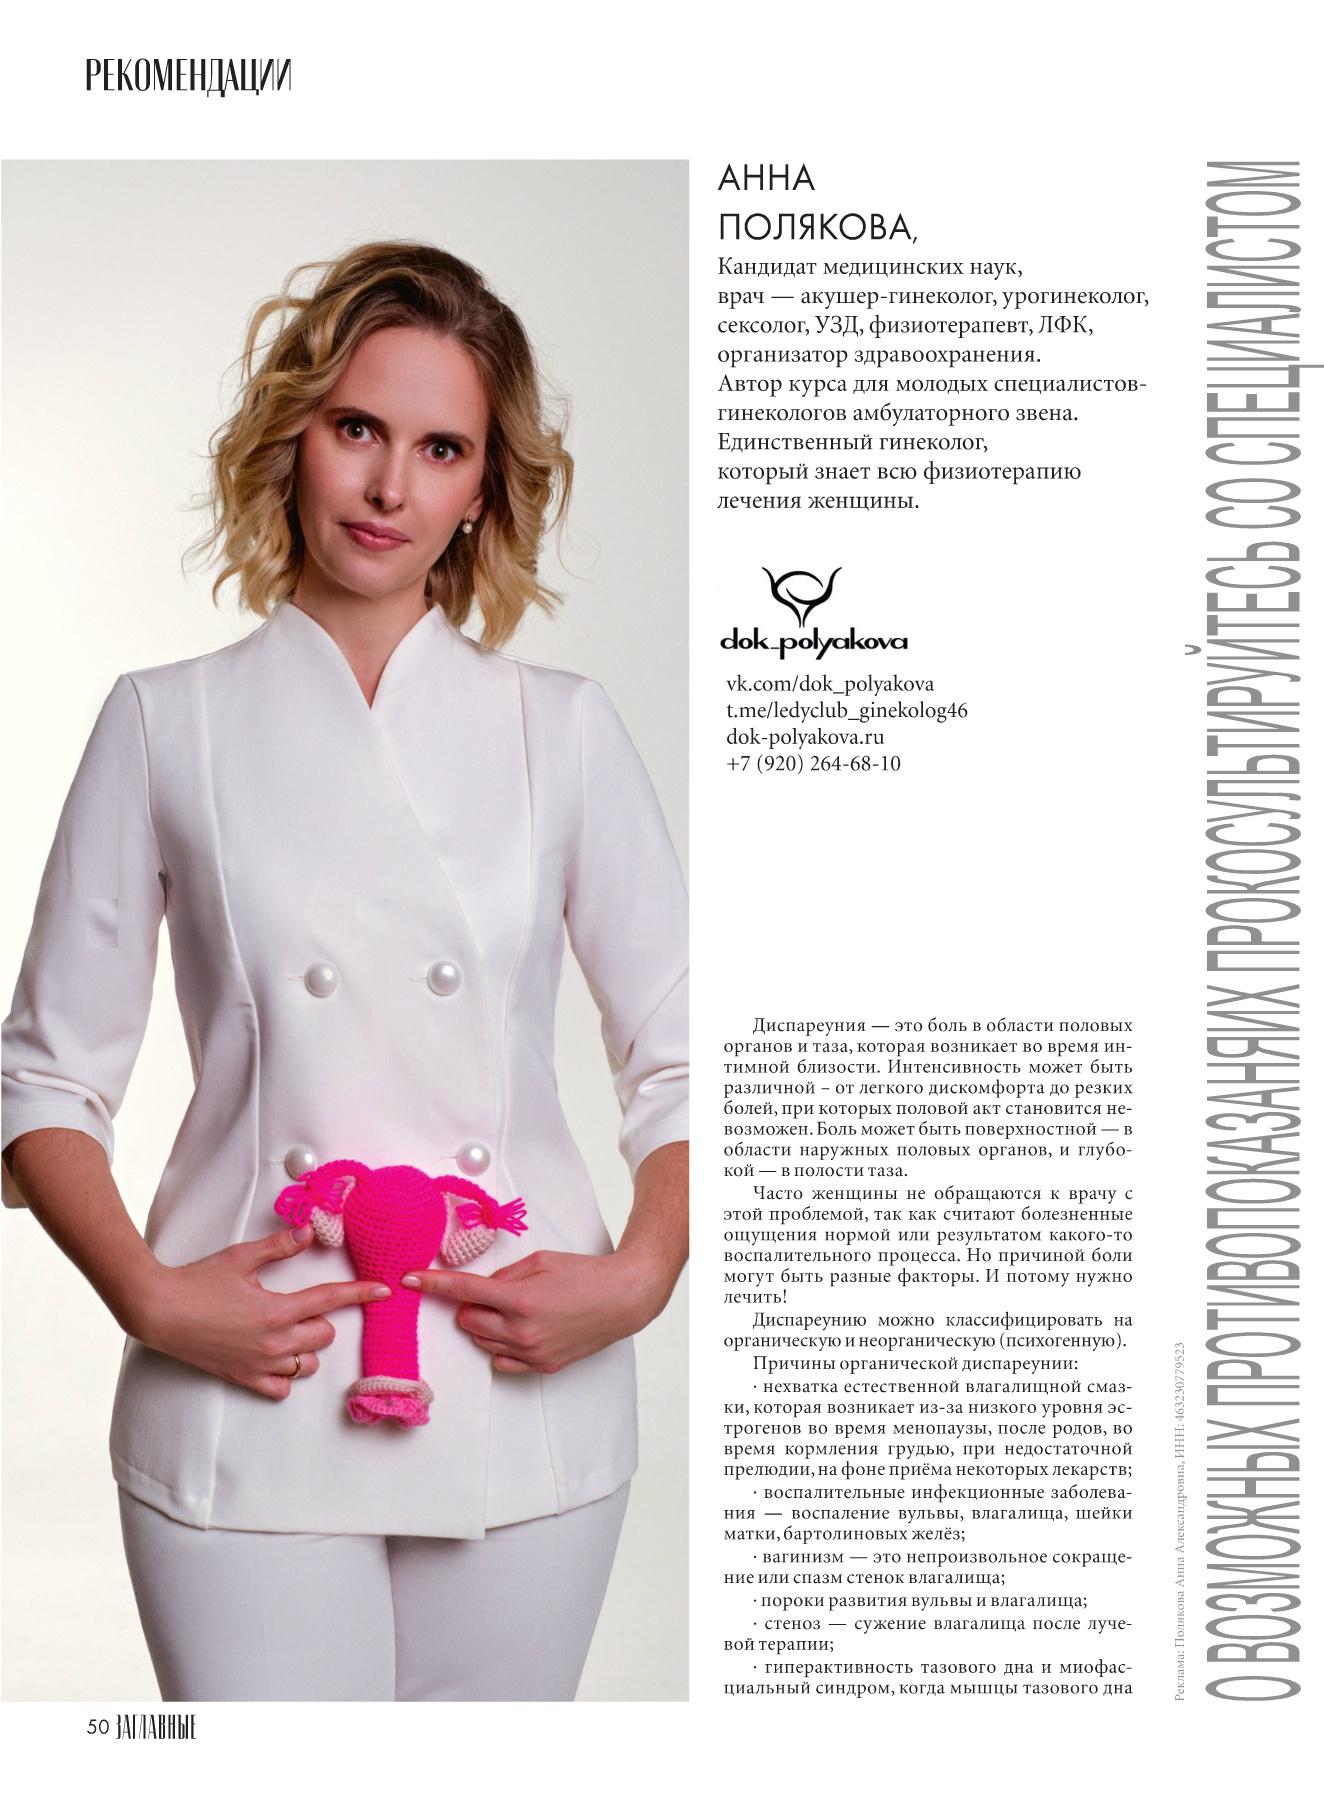 РЕКОМЕНДАЦИИ
АННА
ПОЛЯКОВА,
Кандидат медицинских наук,
врач — акушер-гинеколог, урогинеколог,
сексолог, УЗД, физиотерапевт, ЛФК,
организатор здравоохранения.
Автор курса для молодых специалистов-
гинекологов амбулаторного звена.
Единственный гинеколог,
который знает всю физиотерапию
лечения женщины.
dok_polyakova
vk.com/dok_polyakova
t.me/ledyclub_ginekolog46
dok-polyakova.ru
+7 (920) 264-68-10
Диспареуния — это боль в области половых
органов и таза, которая возникает во время ин-
тимной близости. Интенсивность может быть
различной – от легкого дискомфорта до резких
болей, при которых половой акт становится не-
возможен. Боль может быть поверхностной — в
области наружных половых органов, и глубо-
кой — в полости таза.
Часто женщины не обращаются к врачу с
этой проблемой, так как считают болезненные
ощущения нормой или результатом какого-то
воспалительного процесса. Но причиной боли
могут быть разные факторы. И потому нужно
лечить!
Диспареунию можно классифицировать на
органическую и неорганическую (психогенную).
Причины органической диспареунии:
· нехватка естественной влагалищной смаз-
ки, которая возникает из-за низкого уровня эс-
трогенов во время менопаузы, после родов, во
время кормления грудью, при недостаточной
прелюдии, на фоне приёма некоторых лекарств;
· воспалительные инфекционные заболева-
ния — воспаление вульвы, влагалища, шейки
матки, бартолиновых желёз;
· вагинизм — это непроизвольное сокраще-
ние или спазм стенок влагалища;
· пороки развития вульвы и влагалища;
· стеноз — сужение влагалища после луче-
вой терапии;
· гиперактивность тазового дна и миофас-
циальный синдром, когда мышцы тазового дна
Реклама: Полякова Анна Александровна, ИНН: 463230779523
О ВОЗМОЖНЫХ ПРОТИВОПОКАЗАНИЯХ ПРОКОСУЛЬТИРУЙТЕСЬ СО СПЕЦИАЛИСТОМ
50 ЗАГЛАВНЫЕ